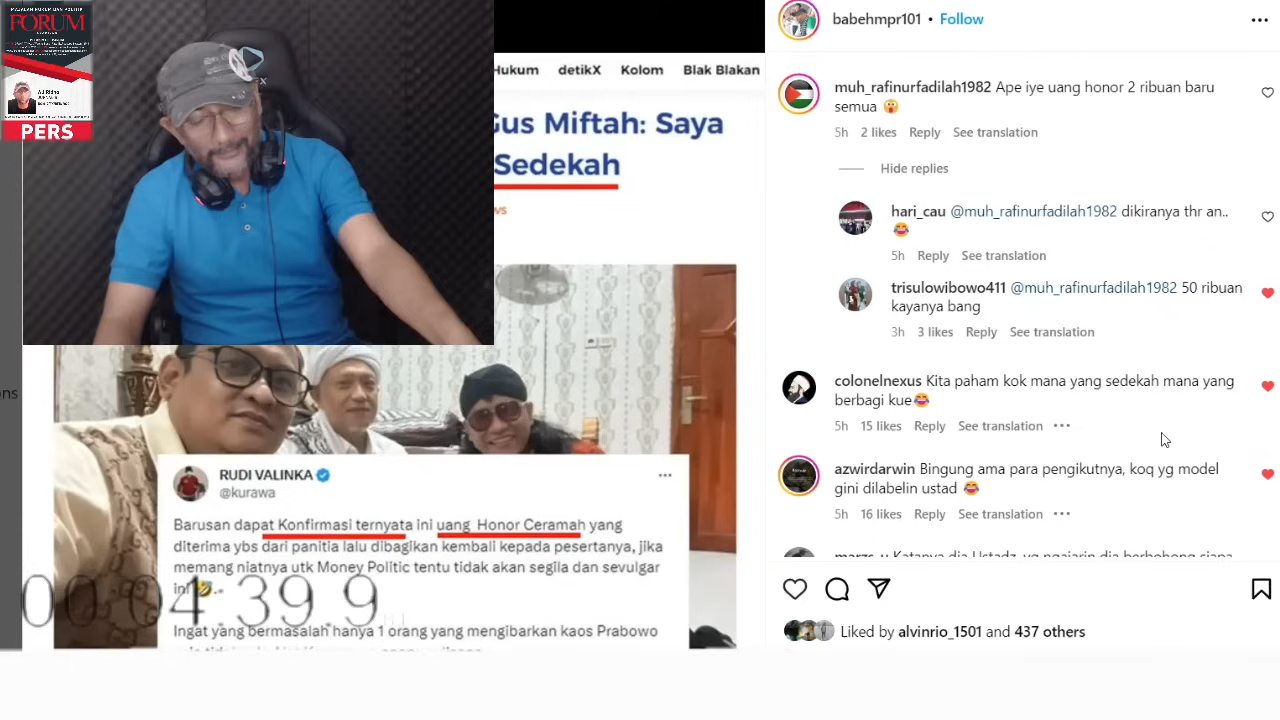 FORUM
PERS
Hukum detikX Kolom Blak Blakan
Gus Miftah: Saya
Sedekah
RUDI VALINKA
@kurawa
Barusan dapat Konfirmasi ternyata ini uang Honor Ceramah yang
diterima ybs dari panitia lalu dibagikan kembali kepada pesertanya, jika
memang niatnya utk Money Politic tentu tidak akan segila dan sevulgar
ini 🤣.-
Ingat yang bermasalah hanya 1 orang yang mengibarkan kaos Prabowo
00 04.39.9
babehmpr101 • Follow
muh_rafinurfadilah1982 Ape iye uang honor 2 ribuan baru
semua 😲
5h 2 likes Reply See translation
Hide replies
hari_cau @muh_rafinurfadilah1982 dikiranya thr an..
😂
5h Reply See translation
trisulowibowo411 @muh_rafinurfadilah1982 50 ribuan
kayanya bang
3h 3 likes Reply See translation
colonelnexus Kita paham kok mana yang sedekah mana yang
berbagi kue😂
5h 15 likes Reply See translation
azwirdarwin Bingung ama para pengikutnya, koq yg model
gini dilabelin ustad 😂
5h 16 likes Reply See translation
Liked by alvinrio_1501 and 437 others